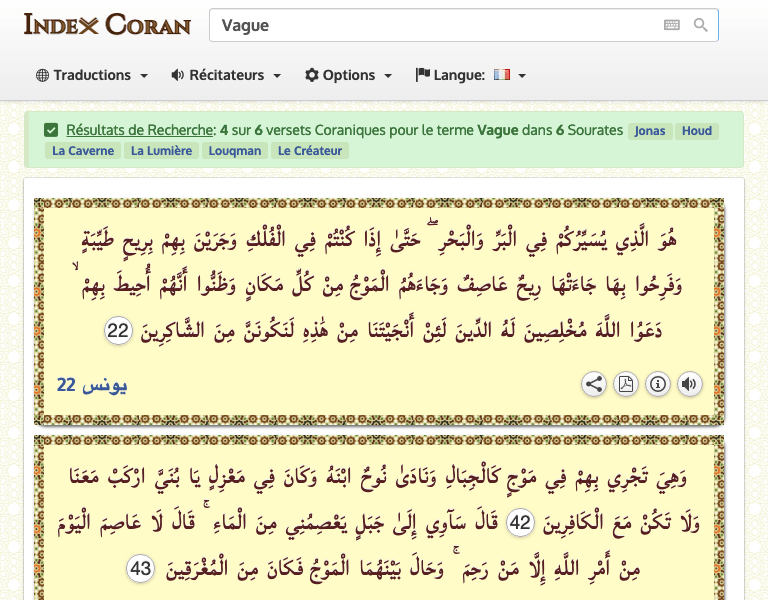 INDEX CORAN
Vague
Traductions
Récitateurs
Options
Langue:
Résultats de Recherche: 4 sur 6 versets Coraniques pour le terme Vague dans 6 Sourates Jonas Houd
La Caverne La Lumière Louqman Le Créateur
هُوَ الَّذِي يُسَيِّرُكُمْ فِي الْبَرِّ وَالْبَحْرِ ۖ حَتَّىٰ إِذَا كُنْتُمْ فِي الْفُلْكِ وَجَرَيْنَ بِهِمْ بِرِيحٍ طَيِّبَةٍ
وَفَرِحُوا بِهَا جَاءَتْهَا رِيحٌ عَاصِفٌ وَجَاءَهُمُ الْمَوْجُ مِنْ كُلِّ مَكَانٍ وَظَنُّوا أَنَّهُمْ أُحِيطَ بِهِمْ ۙ
دَعَوُا اللَّهَ مُخْلِصِينَ لَهُ الدِّينَ لَئِنْ أَنْجَيْتَنَا مِنْ هَٰذِهِ لَنَكُونَنَّ مِنَ الشَّاكِرِينَ 22
يونس 22
وَهِيَ تَجْرِي بِهِمْ فِي مَوْجٍ كَالْجِبَالِ وَنَادَىٰ نُوحٌ ابْنَهُ وَكَانَ فِي مَعْزِلٍ يَا بُنَيَّ ارْكَبْ مَعَنَا
وَلَا تَكُنْ مَعَ الْكَافِرِينَ 42 قَالَ سَآوِي إِلَىٰ جَبَلٍ يَعْصِمُنِي مِنَ الْمَاءِ ۚ قَالَ لَا عَاصِمَ الْيَوْمَ
مِنْ أَمْرِ اللَّهِ إِلَّا مَنْ رَحِمَ ۚ وَحَالَ بَيْنَهُمَا الْمَوْجُ فَكَانَ مِنَ الْمُغْرَقِينَ 43